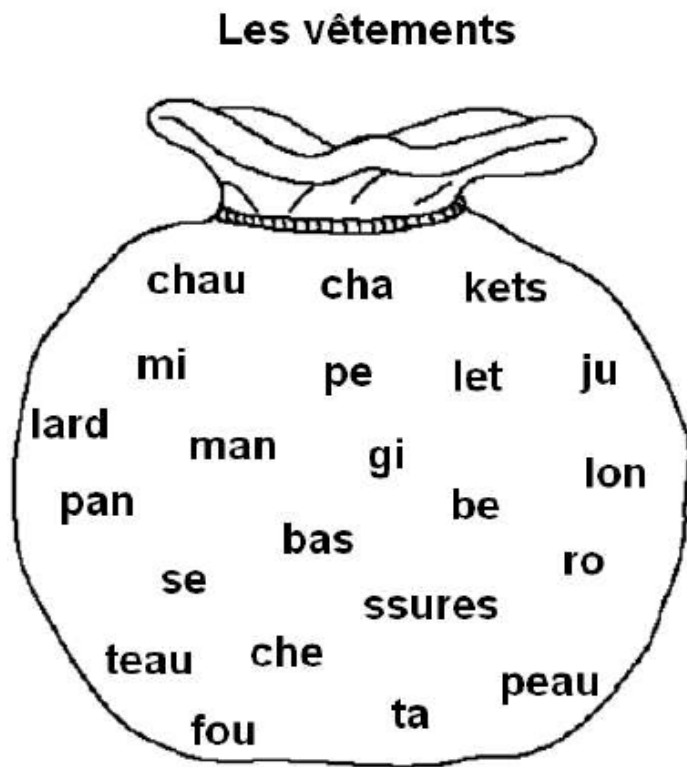 Les vêtements
chau cha kets
mi pe let ju
lard man gi lon
pan bas be
se ssures ro
teau che peau
fou ta